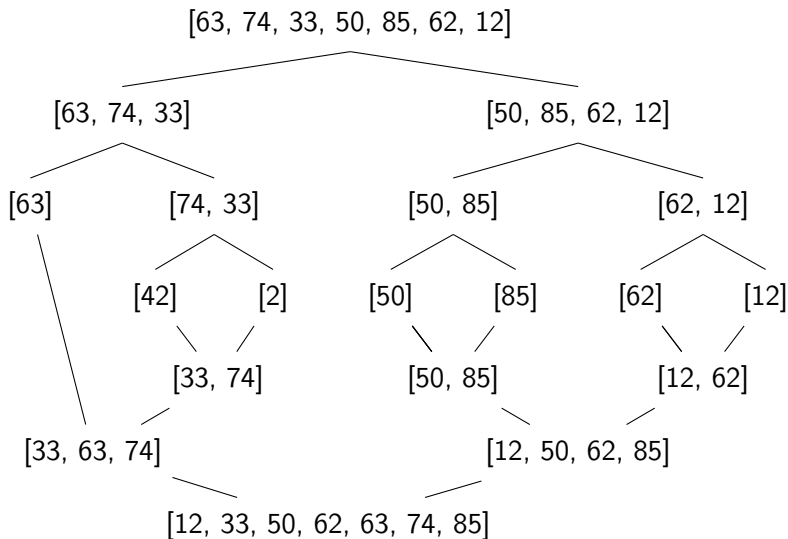 [63, 74, 33, 50, 85, 62, 12]
[63, 74, 33] [50, 85, 62, 12]
[63] [74, 33] [50, 85] [62, 12]
[42] [2] [50] [85] [62] [12]
[33, 74] [50, 85] [12, 62]
[33, 63, 74] [12, 50, 62, 85]
[12, 33, 50, 62, 63, 74, 85]